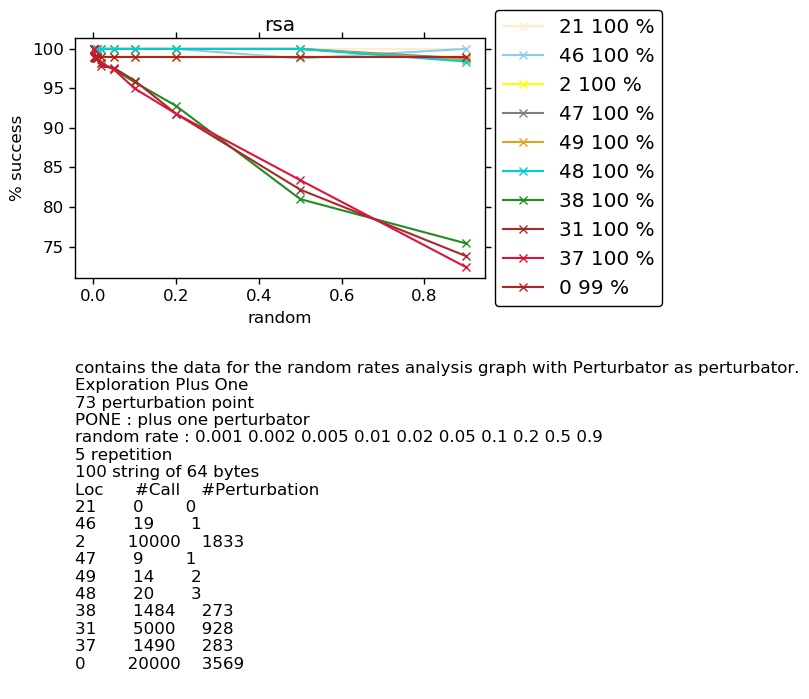 rsa
100
95
90
85
80
75
% success
0.0 0.2 0.4 0.6 0.8
random
21 100 %
46 100 %
2 100 %
47 100 %
49 100 %
48 100 %
38 100 %
31 100 %
37 100 %
0 99 %
contains the data for the random rates analysis graph with Perturbator as perturbator.
Exploration Plus One
73 perturbation point
PONE : plus one perturbator
random rate : 0.001 0.002 0.005 0.01 0.02 0.05 0.1 0.2 0.5 0.9
5 repetition
100 string of 64 bytes
Loc #Call #Perturbation
21 0 0
46 19 1
2 10000 1833
47 9 1
49 14 2
48 20 3
38 1484 273
31 5000 928
37 1490 283
0 20000 3569